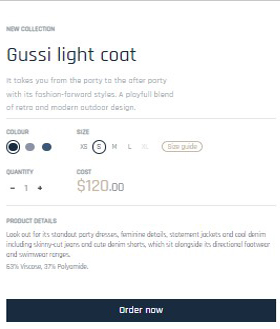 NEW COLLECTION
Gussi light coat
It takes you from the party to the after party
with its fashion-forward styles. A playfull blend
of retro and modern outdoor design.
COLOUR SIZE
XS S M L XL Size guide
QUANTITY COST
- 1 + $120.00
PRODUCT DETAILS
Look out for its standout party dresses, feminine details, statement jackets and cool denim
including skinny-cut jeans and cute denim shorts, which sit alongside its directional footwear
and swimwear ranges.
63% Viscone, 37% Polyamide.
Order now